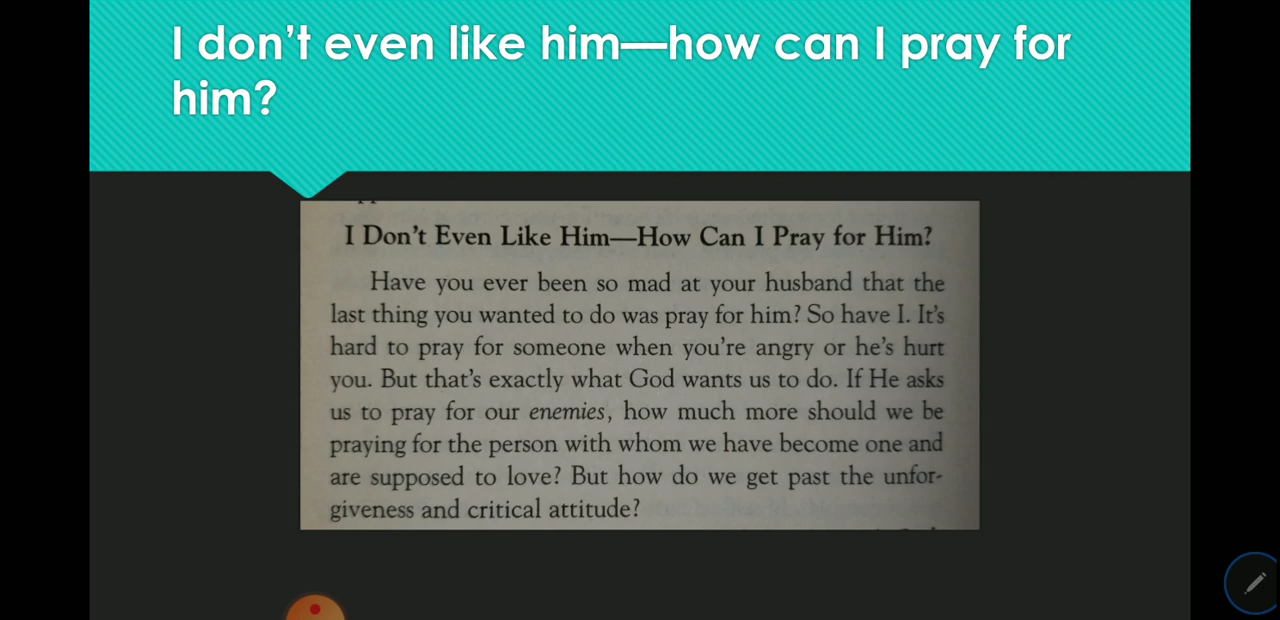 I don’t even like him—how can I pray for
him?
I Don’t Even Like Him—How Can I Pray for Him?
Have you ever been so mad at your husband that the
last thing you wanted to do was pray for him? So have I. It’s
hard to pray for someone when you’re angry or he’s hurt
you. But that’s exactly what God wants us to do. If He asks
us to pray for our enemies, how much more should we be
praying for the person with whom we have become one and
are supposed to love? But how do we get past the unfor-
giveness and critical attitude?